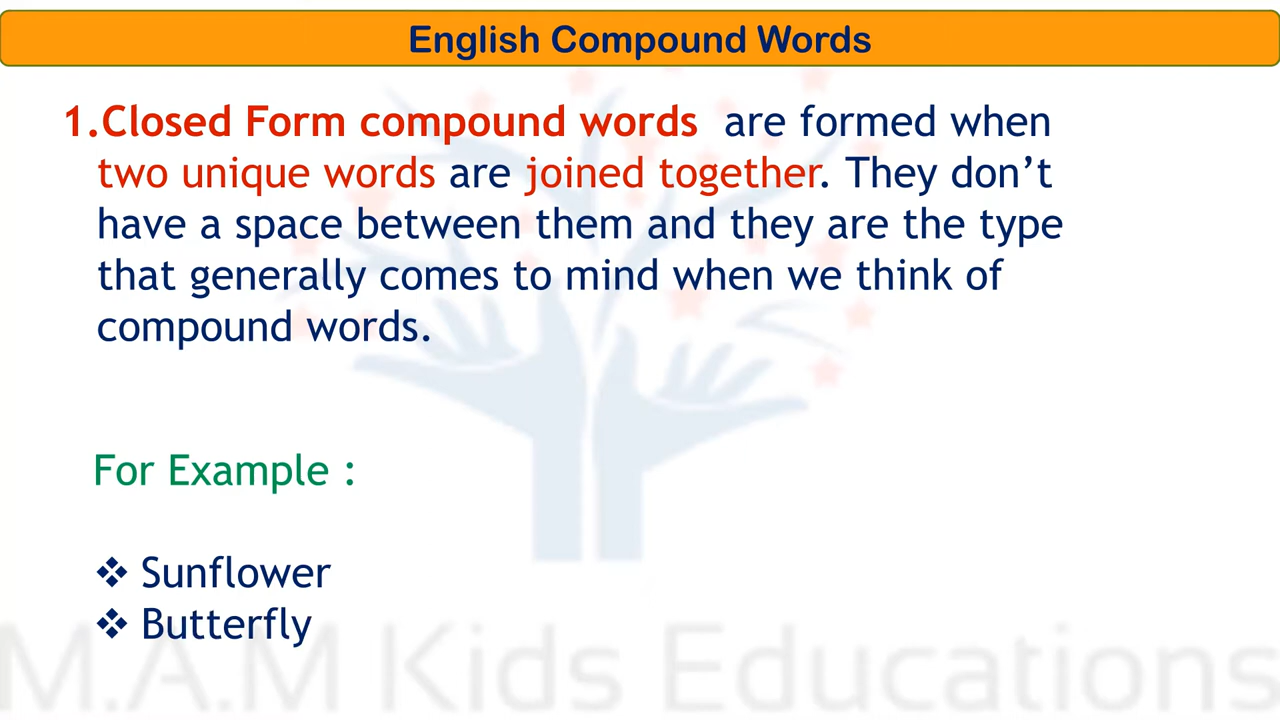 English Compound Words
1.Closed Form compound words are formed when
two unique words are joined together. They don’t
have a space between them and they are the type
that generally comes to mind when we think of
compound words.
For Example :
❖ Sunflower
❖ Butterfly
M.A.M Kids Educations